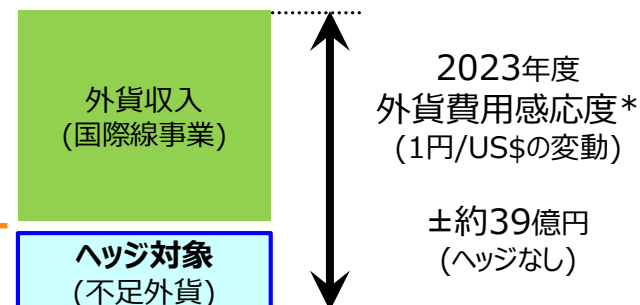 外貨収入
(国際線事業)
ヘッジ対象
(不足外貨)
2023年度
外貨費用感応度*
(1円/US$の変動)
±約39億円
(ヘッジなし)